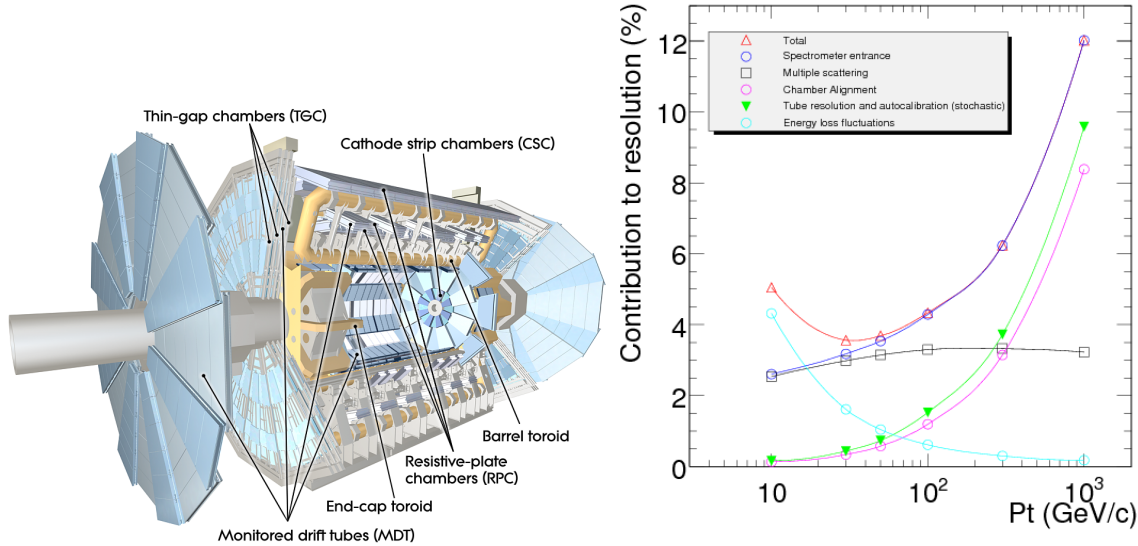 Thin-gap chambers (TGC)
Cathode strip chambers (CSC)
Barrel toroid
Resistive-plate
chambers (RPC)
End-cap toroid
Monitored drift tubes (MDT)
Contribution to resolution (%)
12
10
8
6
4
2
0
Total
Spectrometer entrance
Multiple scattering
Chamber Alignment
Tube resolution and autocalibration (stochastic)
Energy loss fluctuations
10
10²
10³
Pt (GeV/c)